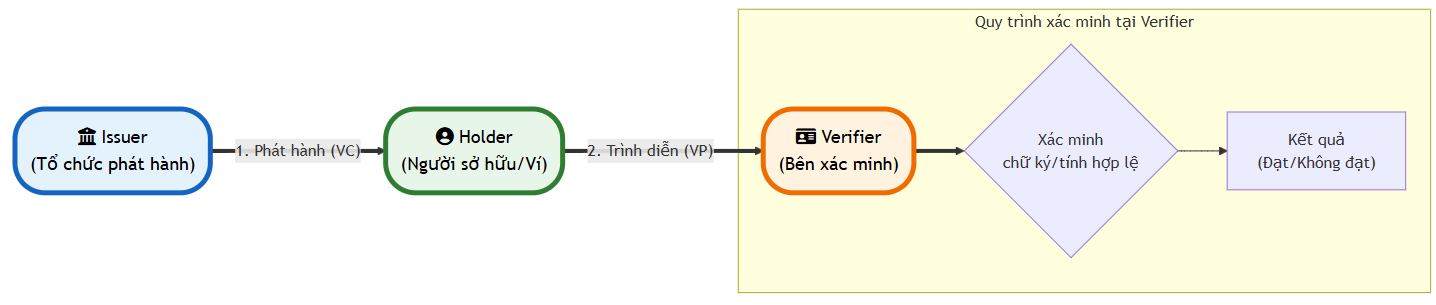 Quy trình xác minh tại Verifier
Issuer
(Tổ chức phát hành)
1. Phát hành (VC)
Holder
(Người sở hữu/Ví)
2. Trình diễn (VP)
Verifier
(Bên xác minh)
Xác minh
chữ ký/tính hợp lệ
Kết quả
(Đạt/Không đạt)